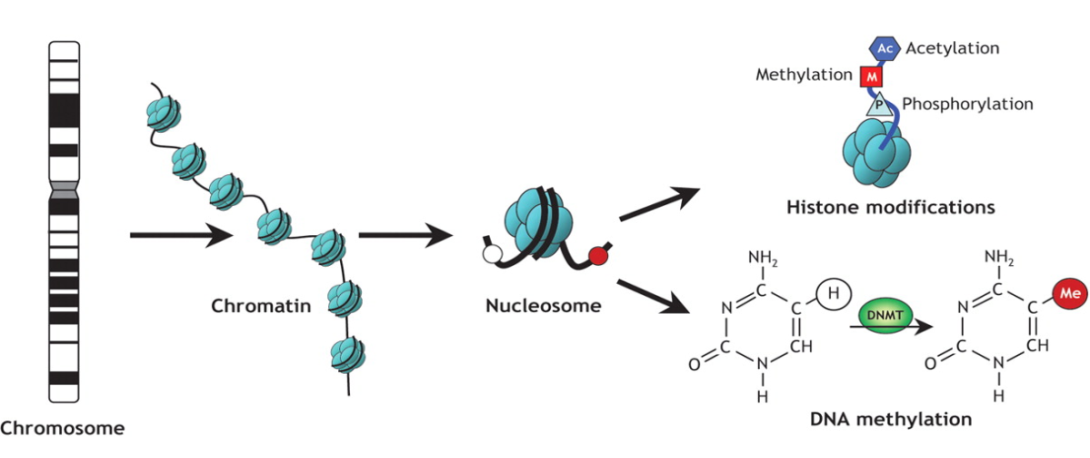 Chromosome
Chromatin
Nucleosome
Ac Acetylation
Methylation M
P Phosphorylation
Histone modifications
NH₂
N
C
C
H
C
O
N
H
CH
DNMT
NH₂
N
C
C
Me
C
O
N
H
CH
DNA methylation